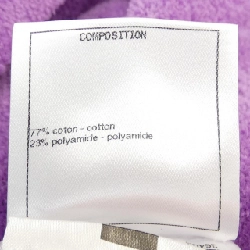 COMPOSITION
77% coton - cotton
23% polyamide - polyamide